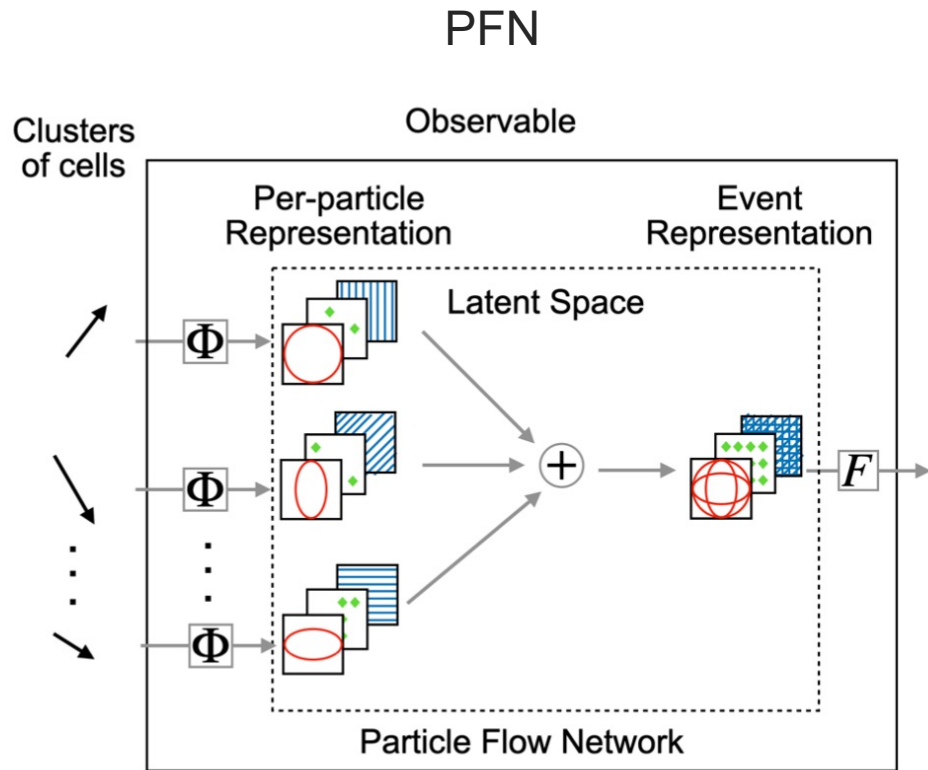 PFN
Observable
Clusters
of cells
Per-particle
Representation
Event
Representation
Latent Space
Φ
Φ
+
F
Φ
Particle Flow Network